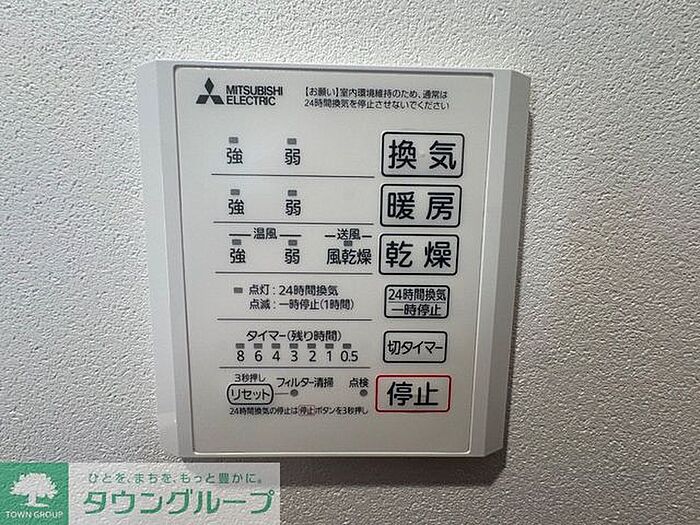 MITSUBISHI
ELECTRIC
【お願い】室内環境維持のため、通常は
24時間換気を停止させないでください
強 弱 換気
強 弱 暖房
温風 送風
強 弱 風乾燥 乾燥
点灯:24時間換気
点滅:一時停止(1時間)
24時間換気
一時停止
タイマー(残り時間)
8 6 4 3 2 1 0.5
切タイマー
3秒押し
リセット フィルター清掃 点検
停止
24時間換気の停止は停止ボタンを3秒押し
ひとを、まちを、もっと豊かに。
タウングループ
TOWN GROUP